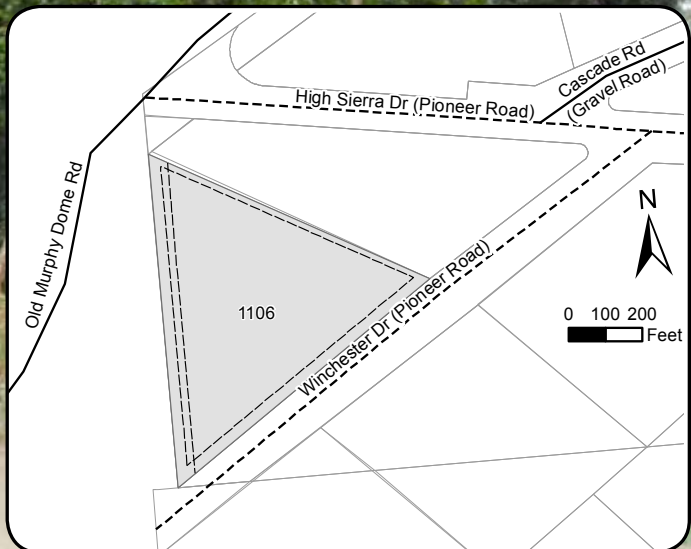 Cascade Rd
(Gravel Road)
High Sierra Dr (Pioneer Road)
Old Murphy Dome Rd
N
1106
Winchester Dr (Pioneer Road)
0 100 200
Feet